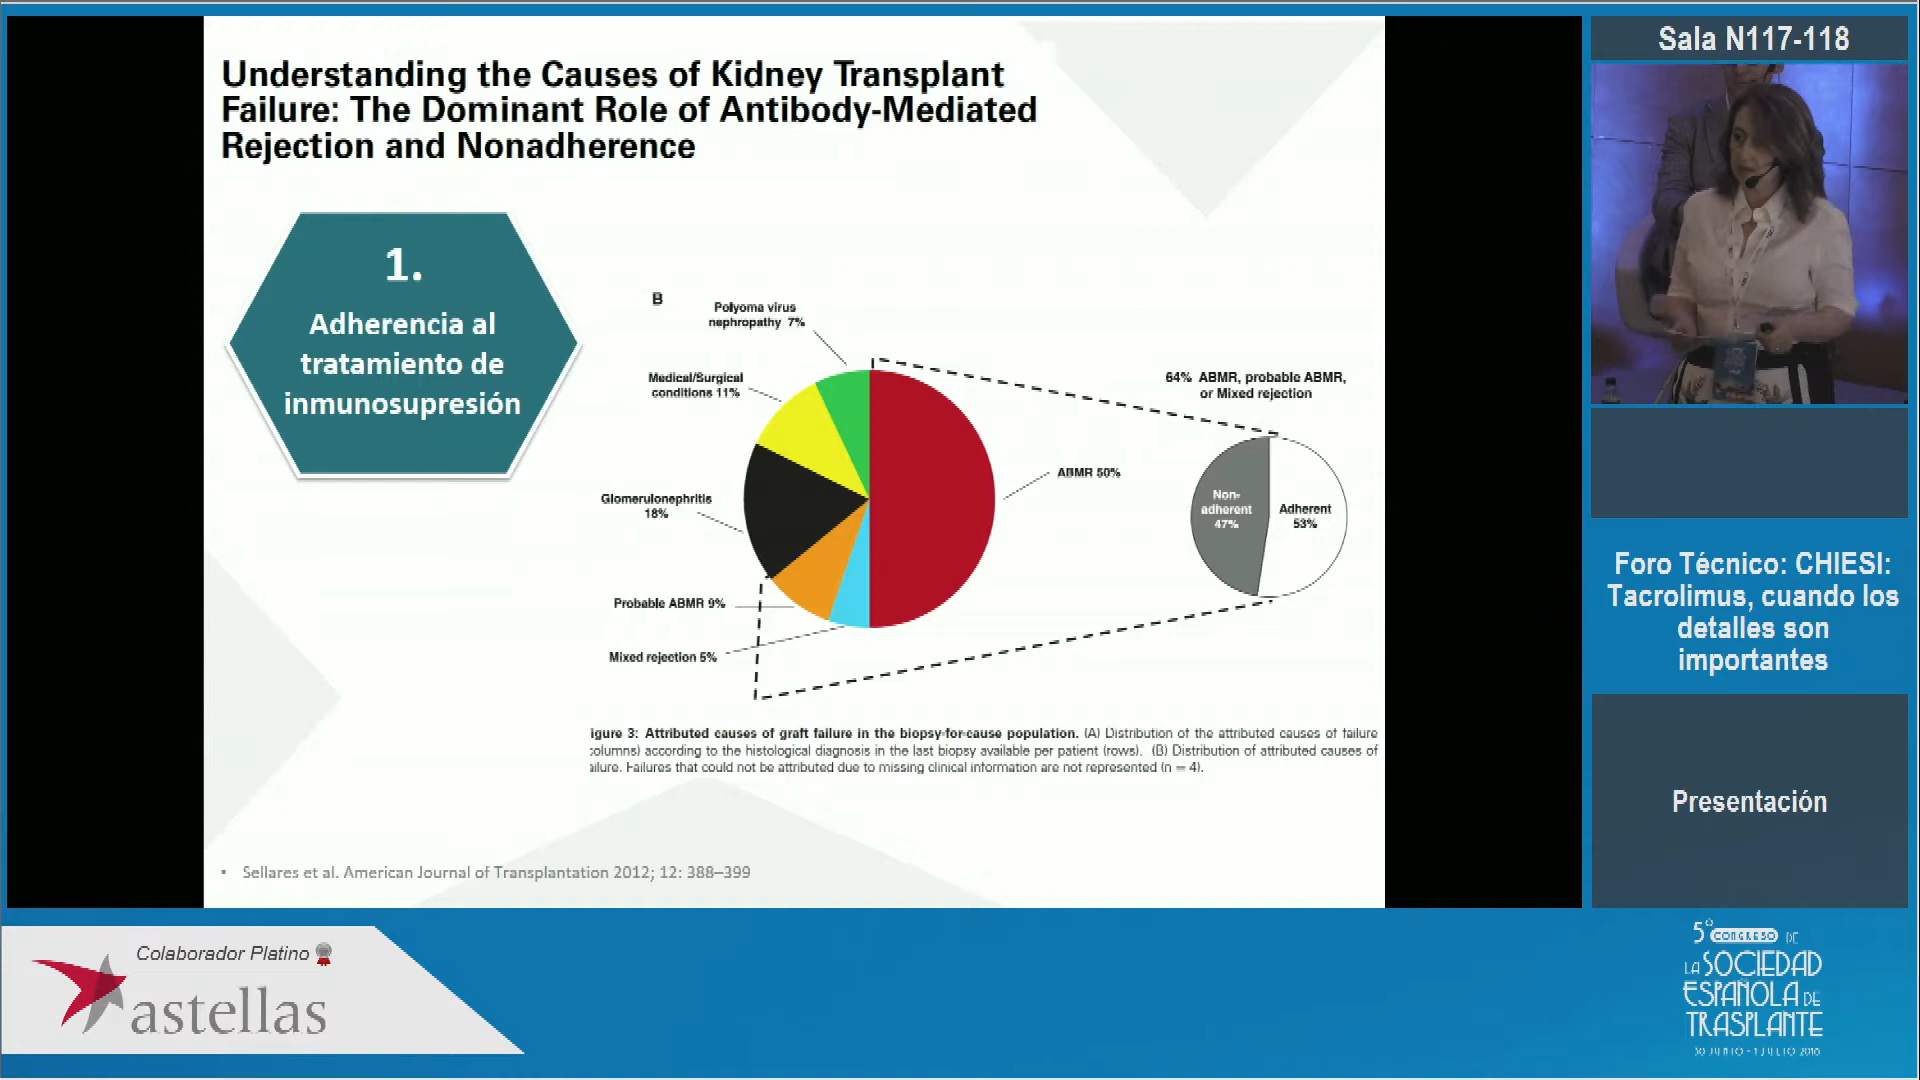 Understanding the Causes of Kidney Transplant
Failure: The Dominant Role of Antibody-Mediated
Rejection and Nonadherence
1.
Adherencia al
tratamiento de
inmunosupresión
B
Polyoma virus
nephropathy 7%
Medical/Surgical
conditions 11%
Glomerulonephritis
18%
Probable ABMR 9%
Mixed rejection 5%
ABMR 50%
64% ABMR, probable ABMR,
or Mixed rejection
Non-
adherent
47%
Adherent
53%
igure 3: Attributed causes of graft failure in the biopsy-for-cause population. (A) Distribution of the attributed causes of failure
columns) according to the histological diagnosis in the last biopsy available per patient (rows). (B) Distribution of attributed causes of
ailure. Failures that could not be attributed due to missing clinical information are not represented (n = 4).
• Sellares et al. American Journal of Transplantation 2012; 12: 388–399
Sala N117-118
Foro Técnico: CHIESI:
Tacrolimus, cuando los
detalles son
importantes
Presentación
Colaborador Platino
astellas
5º CONGRESO DE
LA SOCIEDAD
ESPAÑOLA DE
TRASPLANTE
30 JUNIO - 1 JULIO 2018